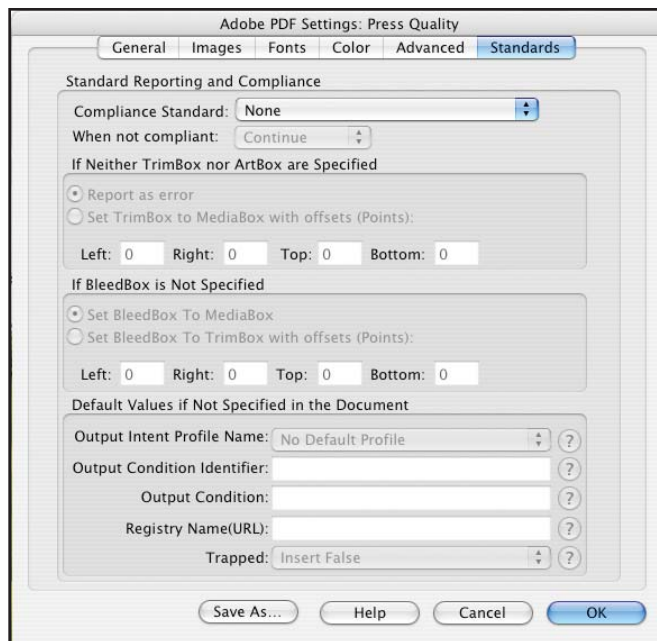 Adobe PDF Settings: Press Quality
General Images Fonts Color Advanced Standards
Standard Reporting and Compliance
Compliance Standard: None
When not compliant: Continue
If Neither TrimBox nor ArtBox are Specified
Report as error
Set TrimBox to MediaBox with offsets (Points):
Left: 0 Right: 0 Top: 0 Bottom: 0
If BleedBox is Not Specified
Set BleedBox To MediaBox
Set BleedBox To TrimBox with offsets (Points):
Left: 0 Right: 0 Top: 0 Bottom: 0
Default Values if Not Specified in the Document
Output Intent Profile Name: No Default Profile ?
Output Condition Identifier: ?
Output Condition: ?
Registry Name(URL): ?
Trapped: Insert False ?
Save As... Help Cancel OK